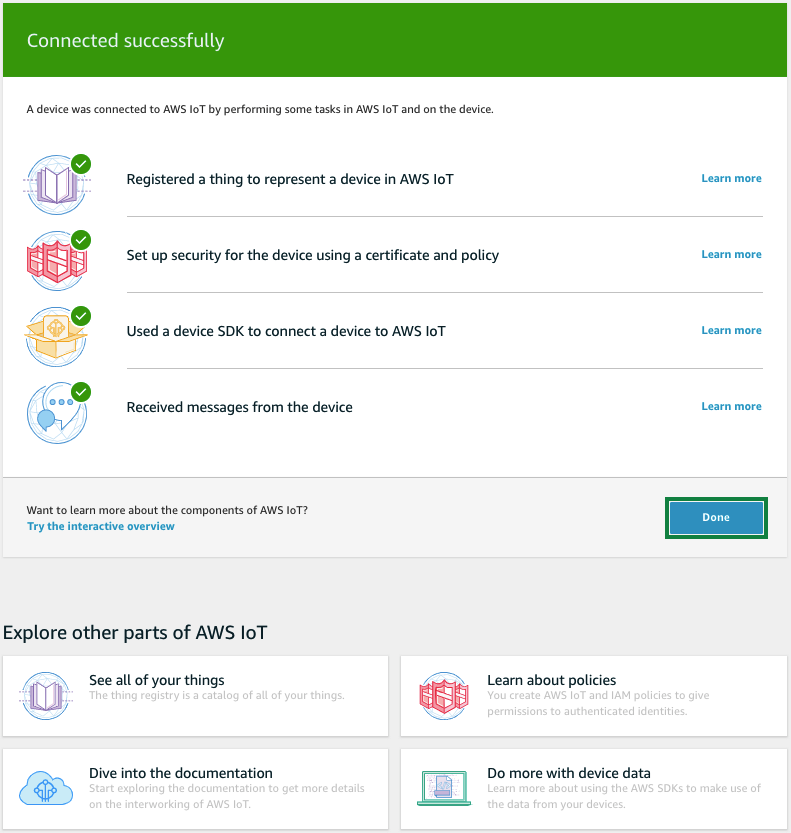 Connected successfully
A device was connected to AWS IoT by performing some tasks in AWS IoT and on the device.
Registered a thing to represent a device in AWS IoT
Learn more
Set up security for the device using a certificate and policy
Learn more
Used a device SDK to connect a device to AWS IoT
Learn more
Received messages from the device
Learn more
Want to learn more about the components of AWS IoT?
Try the interactive overview
Done
Explore other parts of AWS IoT
See all of your things
The thing registry is a catalog of all of your things.
Learn about policies
You create AWS IoT and IAM policies to give
permissions to authenticated identities.
Dive into the documentation
Start exploring the documentation to get more details
on the interworking of AWS IoT.
Do more with device data
Learn more about using the AWS SDKs to make use of
the data from your devices.